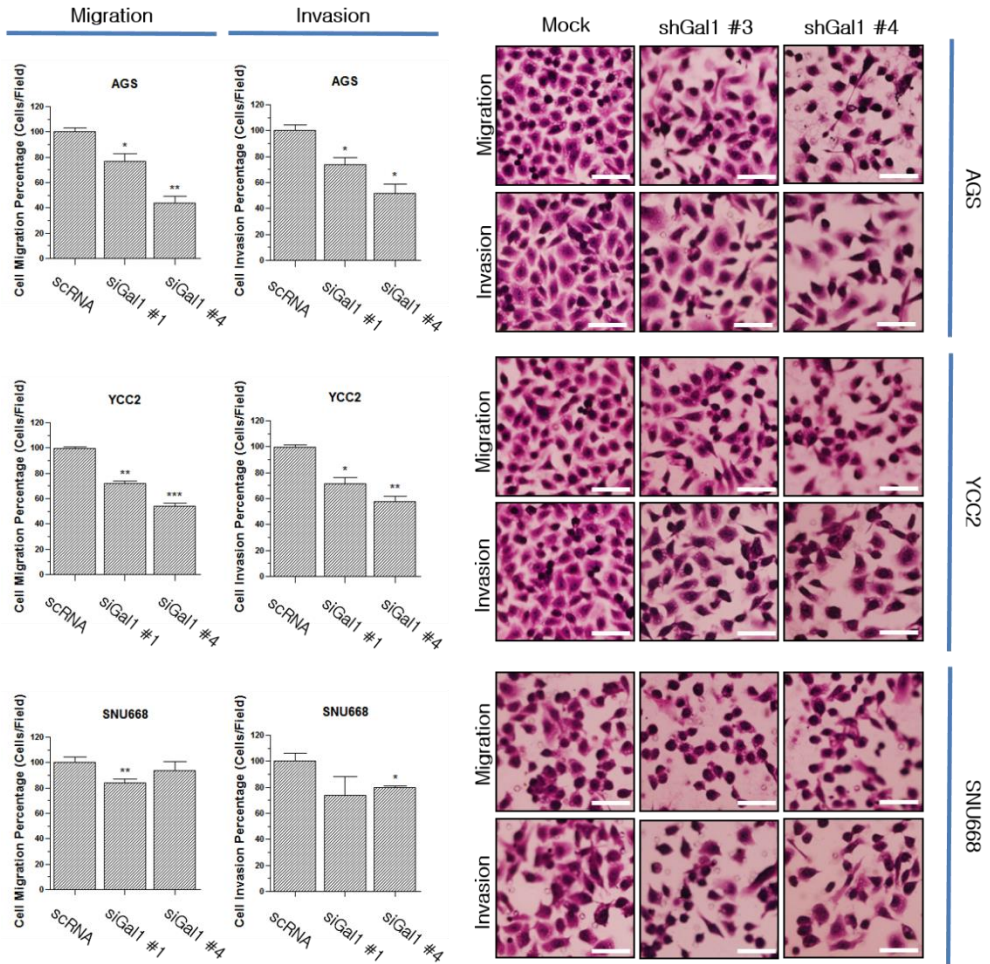 Migration
Invasion
AGS
Cell Migration Percentage (Cells/Field)
120
100
80
60
40
20
0
*
**
scRNA
siGal1 #1
siGal1 #4
AGS
Cell Invasion Percentage (Cells/Field)
120
100
80
60
40
20
0
*
*
scRNA
siGal1 #1
siGal1 #4
YCC2
Cell Migration Percentage (Cells/Field)
120
100
80
60
40
20
0
**
***
scRNA
siGal1 #1
siGal1 #4
YCC2
Cell Invasion Percentage (Cells/Field)
120
100
80
60
40
20
0
*
**
scRNA
siGal1 #1
siGal1 #4
SNU668
Cell Migration Percentage (Cells/Field)
120
100
80
60
40
20
0
**
scRNA
siGal1 #1
siGal1 #4
SNU668
Cell Invasion Percentage (Cells/Field)
120
100
80
60
40
20
0
*
scRNA
siGal1 #1
siGal1 #4
Mock
shGal1 #3
shGal1 #4
Migration
Invasion
AGS
Migration
Invasion
YCC2
Migration
Invasion
SNU668